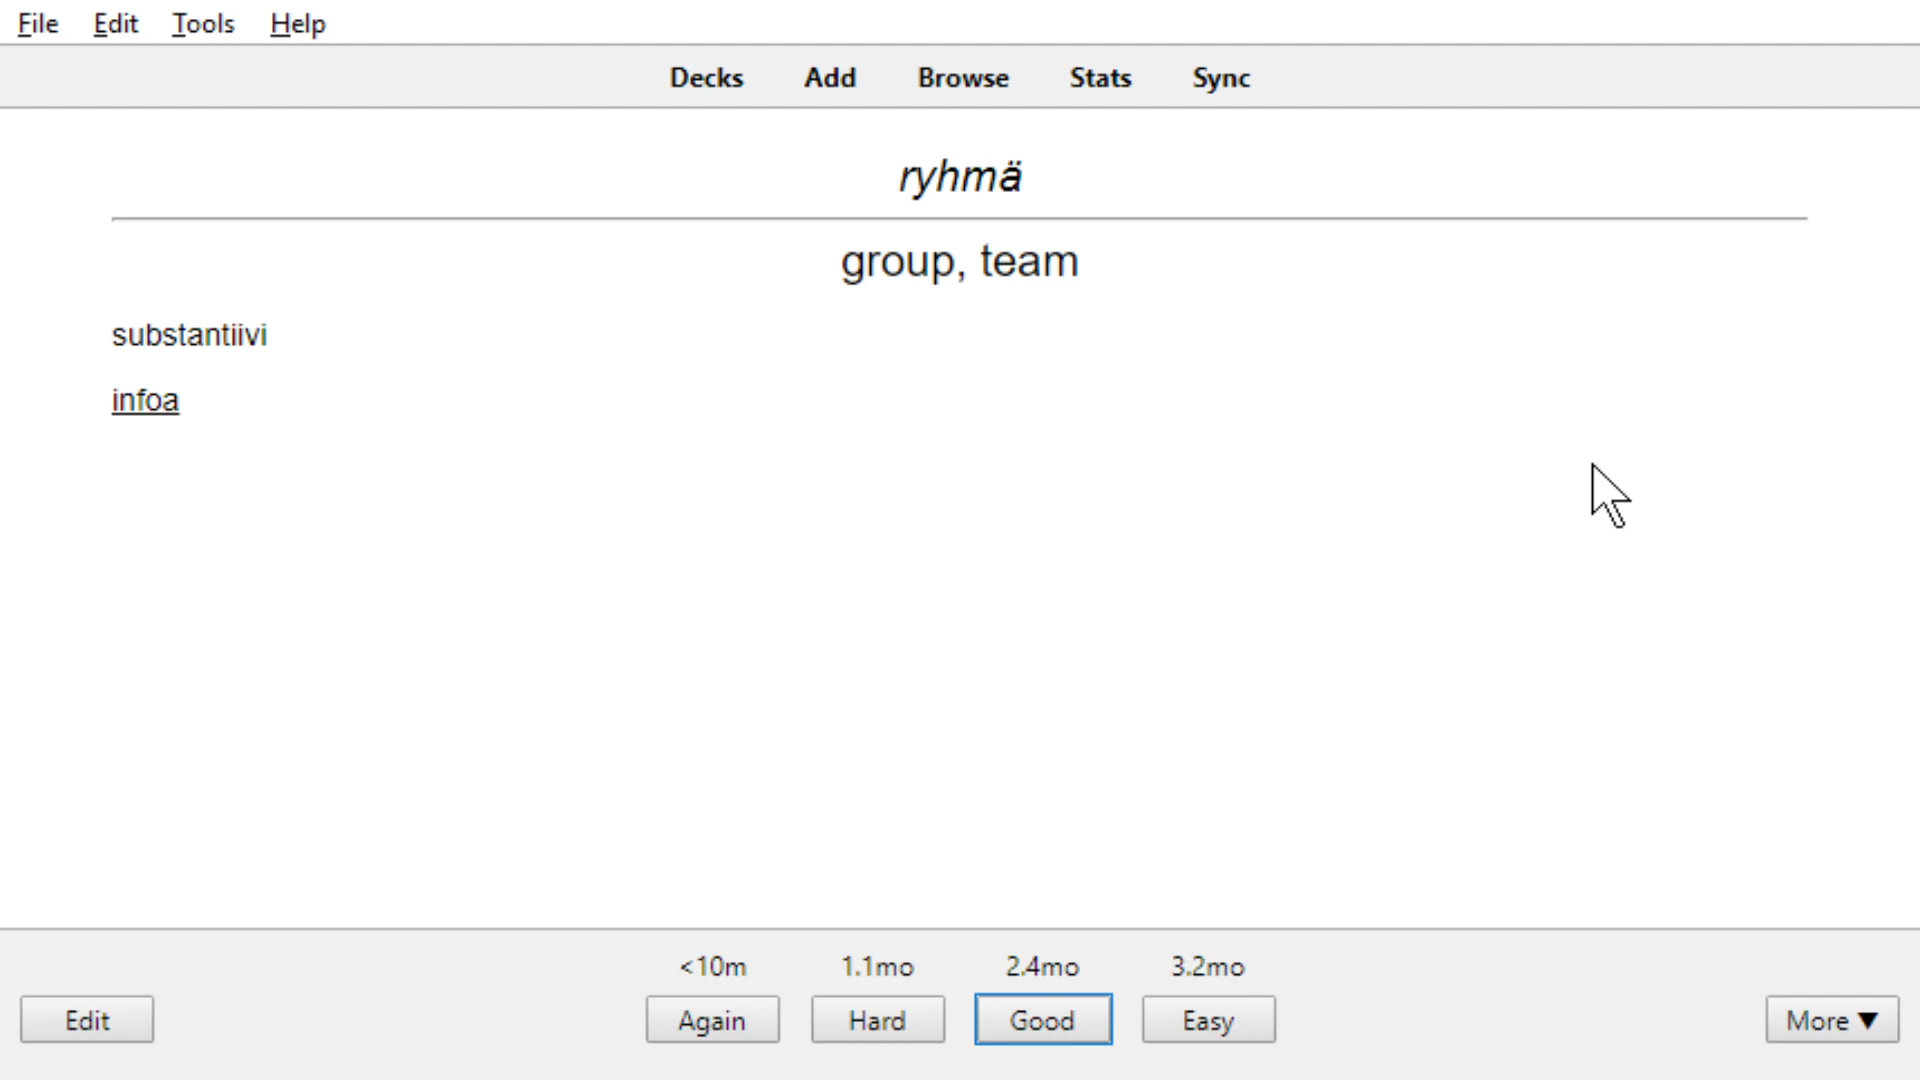 File Edit Tools Help
Decks Add Browse Stats Sync
ryhmä
group, team
substantiivi
infoa
<10m 1.1mo 2.4mo 3.2mo
Edit Again Hard Good Easy More ▼